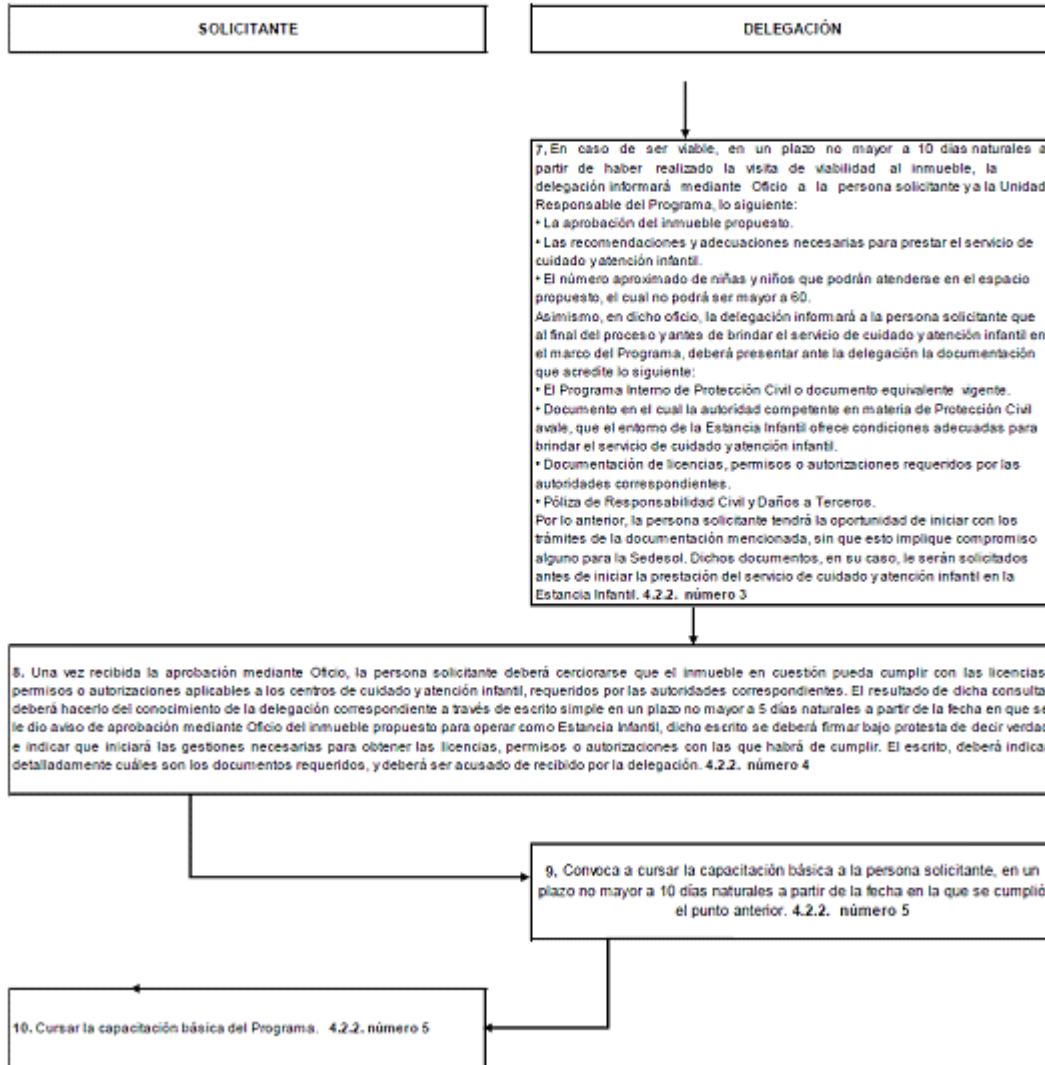 SOLICITANTE
DELEGACIÓN
7, En caso de ser viable, en un plazo no mayor a 10 días naturales a
partir de haber realizado la visita de viabilidad al inmueble, la
delegación informará mediante Oficio a la persona solicitante y a la Unidad
Responsable del Programa, lo siguiente:
• La aprobación del inmueble propuesto.
• Las recomendaciones y adecuaciones necesarias para prestar el servicio de
cuidado y atención infantil.
• El número aproximado de niñas y niños que podrán atenderse en el espacio
propuesto, el cual no podrá ser mayor a 60.
Asimismo, en dicho oficio, la delegación informará a la persona solicitante que
al final del proceso y antes de brindar el servicio de cuidado y atención infantil en
el marco del Programa, deberá presentar ante la delegación la documentación
que acredite lo siguiente:
• El Programa Interno de Protección Civil o documento equivalente vigente.
• Documento en el cual la autoridad competente en materia de Protección Civil
avale, que el entorno de la Estancia Infantil ofrece condiciones adecuadas para
brindar el servicio de cuidado y atención infantil.
• Documentación de licencias, permisos o autorizaciones requeridos por las
autoridades correspondientes.
• Póliza de Responsabilidad Civil y Daños a Terceros.
Por lo anterior, la persona solicitante tendrá la oportunidad de iniciar con los
trámites de la documentación mencionada, sin que esto implique compromiso
alguno para la Sedesol. Dichos documentos, en su caso, le serán solicitados
antes de iniciar la prestación del servicio de cuidado y atención infantil en la
Estancia Infantil. 4.2.2. número 3
8. Una vez recibida la aprobación mediante Oficio, la persona solicitante deberá cerciorarse que el inmueble en cuestión pueda cumplir con las licencias
permisos o autorizaciones aplicables a los centros de cuidado y atención infantil, requeridos por las autoridades correspondientes. El resultado de dicha consulta
deberá hacerlo del conocimiento de la delegación correspondiente a través de escrito simple en un plazo no mayor a 5 días naturales a partir de la fecha en que se
le dio aviso de aprobación mediante Oficio del inmueble propuesto para operar como Estancia Infantil, dicho escrito se deberá firmar bajo protesta de decir verdad
e indicar que iniciará las gestiones necesarias para obtener las licencias, permisos o autorizaciones con las que habrá de cumplir. El escrito, deberá indicar
detalladamente cuáles son los documentos requeridos, y deberá ser acusado de recibido por la delegación. 4.2.2. número 4
9, Convoca a cursar la capacitación básica a la persona solicitante, en un
plazo no mayor a 10 días naturales a partir de la fecha en la que se cumplió
el punto anterior. 4.2.2. número 5
10. Cursar la capacitación básica del Programa. 4.2.2. número 5